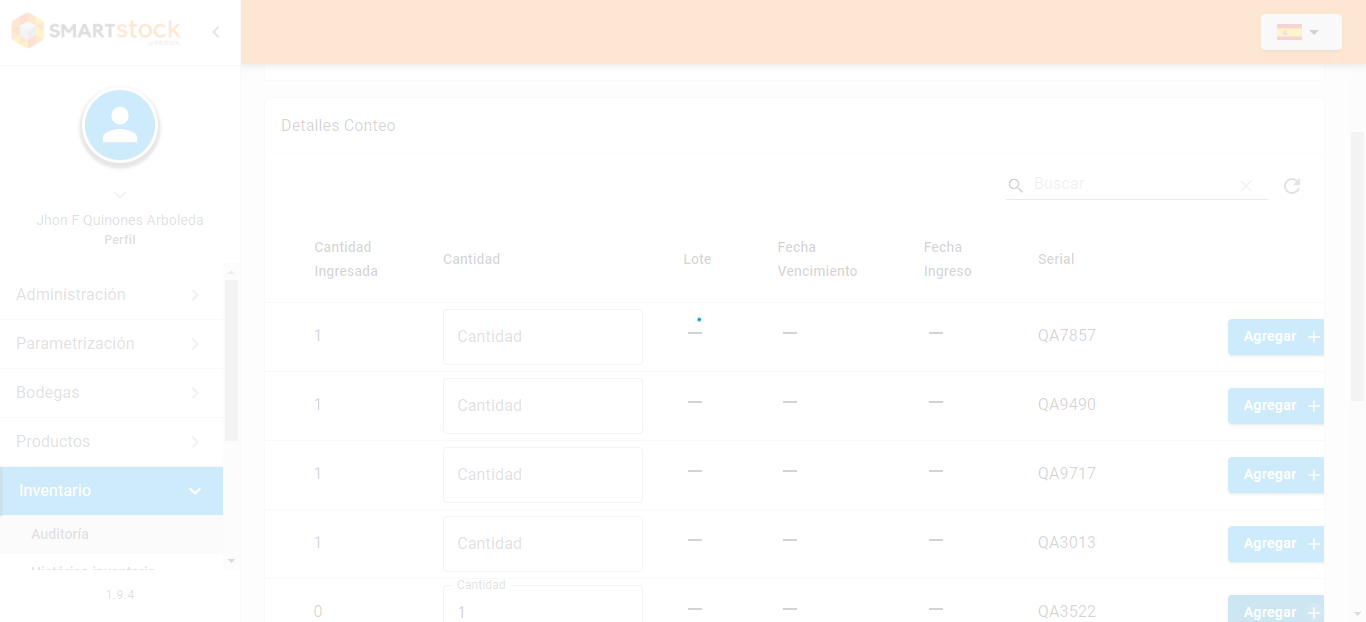 SMARTstock
Detalles Conteo
Buscar
Jhon F Quinones Arboleda
Perfil
Administración
Parametrización
Bodegas
Productos
Inventario
Auditoría
1.9.4
Cantidad Ingresada
Cantidad
Lote
Fecha Vencimiento
Fecha Ingreso
Serial
1 Cantidad — — — QA7857 Agregar +
1 Cantidad — — — QA9490 Agregar +
1 Cantidad — — — QA9717 Agregar +
1 Cantidad — — — QA3013 Agregar +
Cantidad
0 1 — — — QA3522 Agregar +